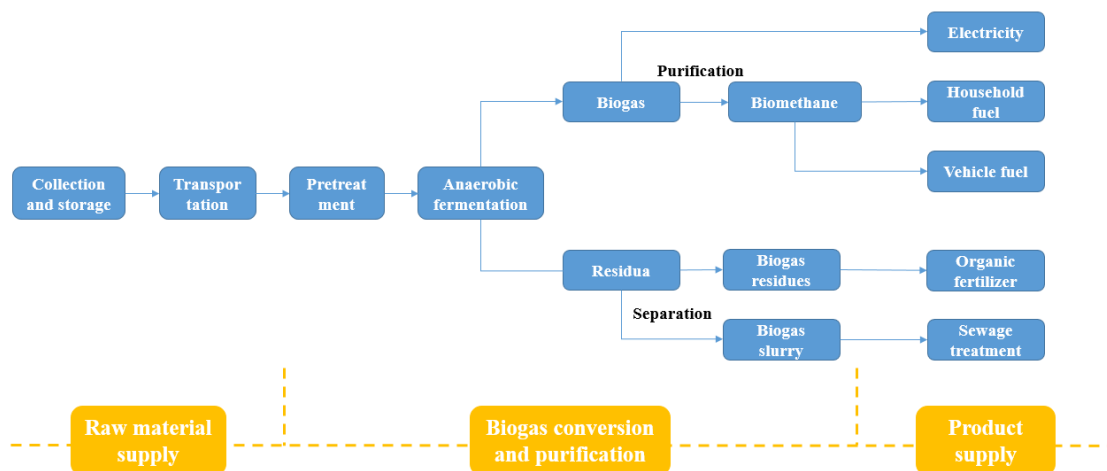 Electricity
Purification
Biogas
Biomethane
Household
fuel
Vehicle fuel
Collection
and storage
Transpor
tation
Pretreat
ment
Anaerobic
fermentation
Residua
Biogas
residues
Organic
fertilizer
Separation
Biogas
slurry
Sewage
treatment
Raw material
supply
Biogas conversion
and purification
Product
supply